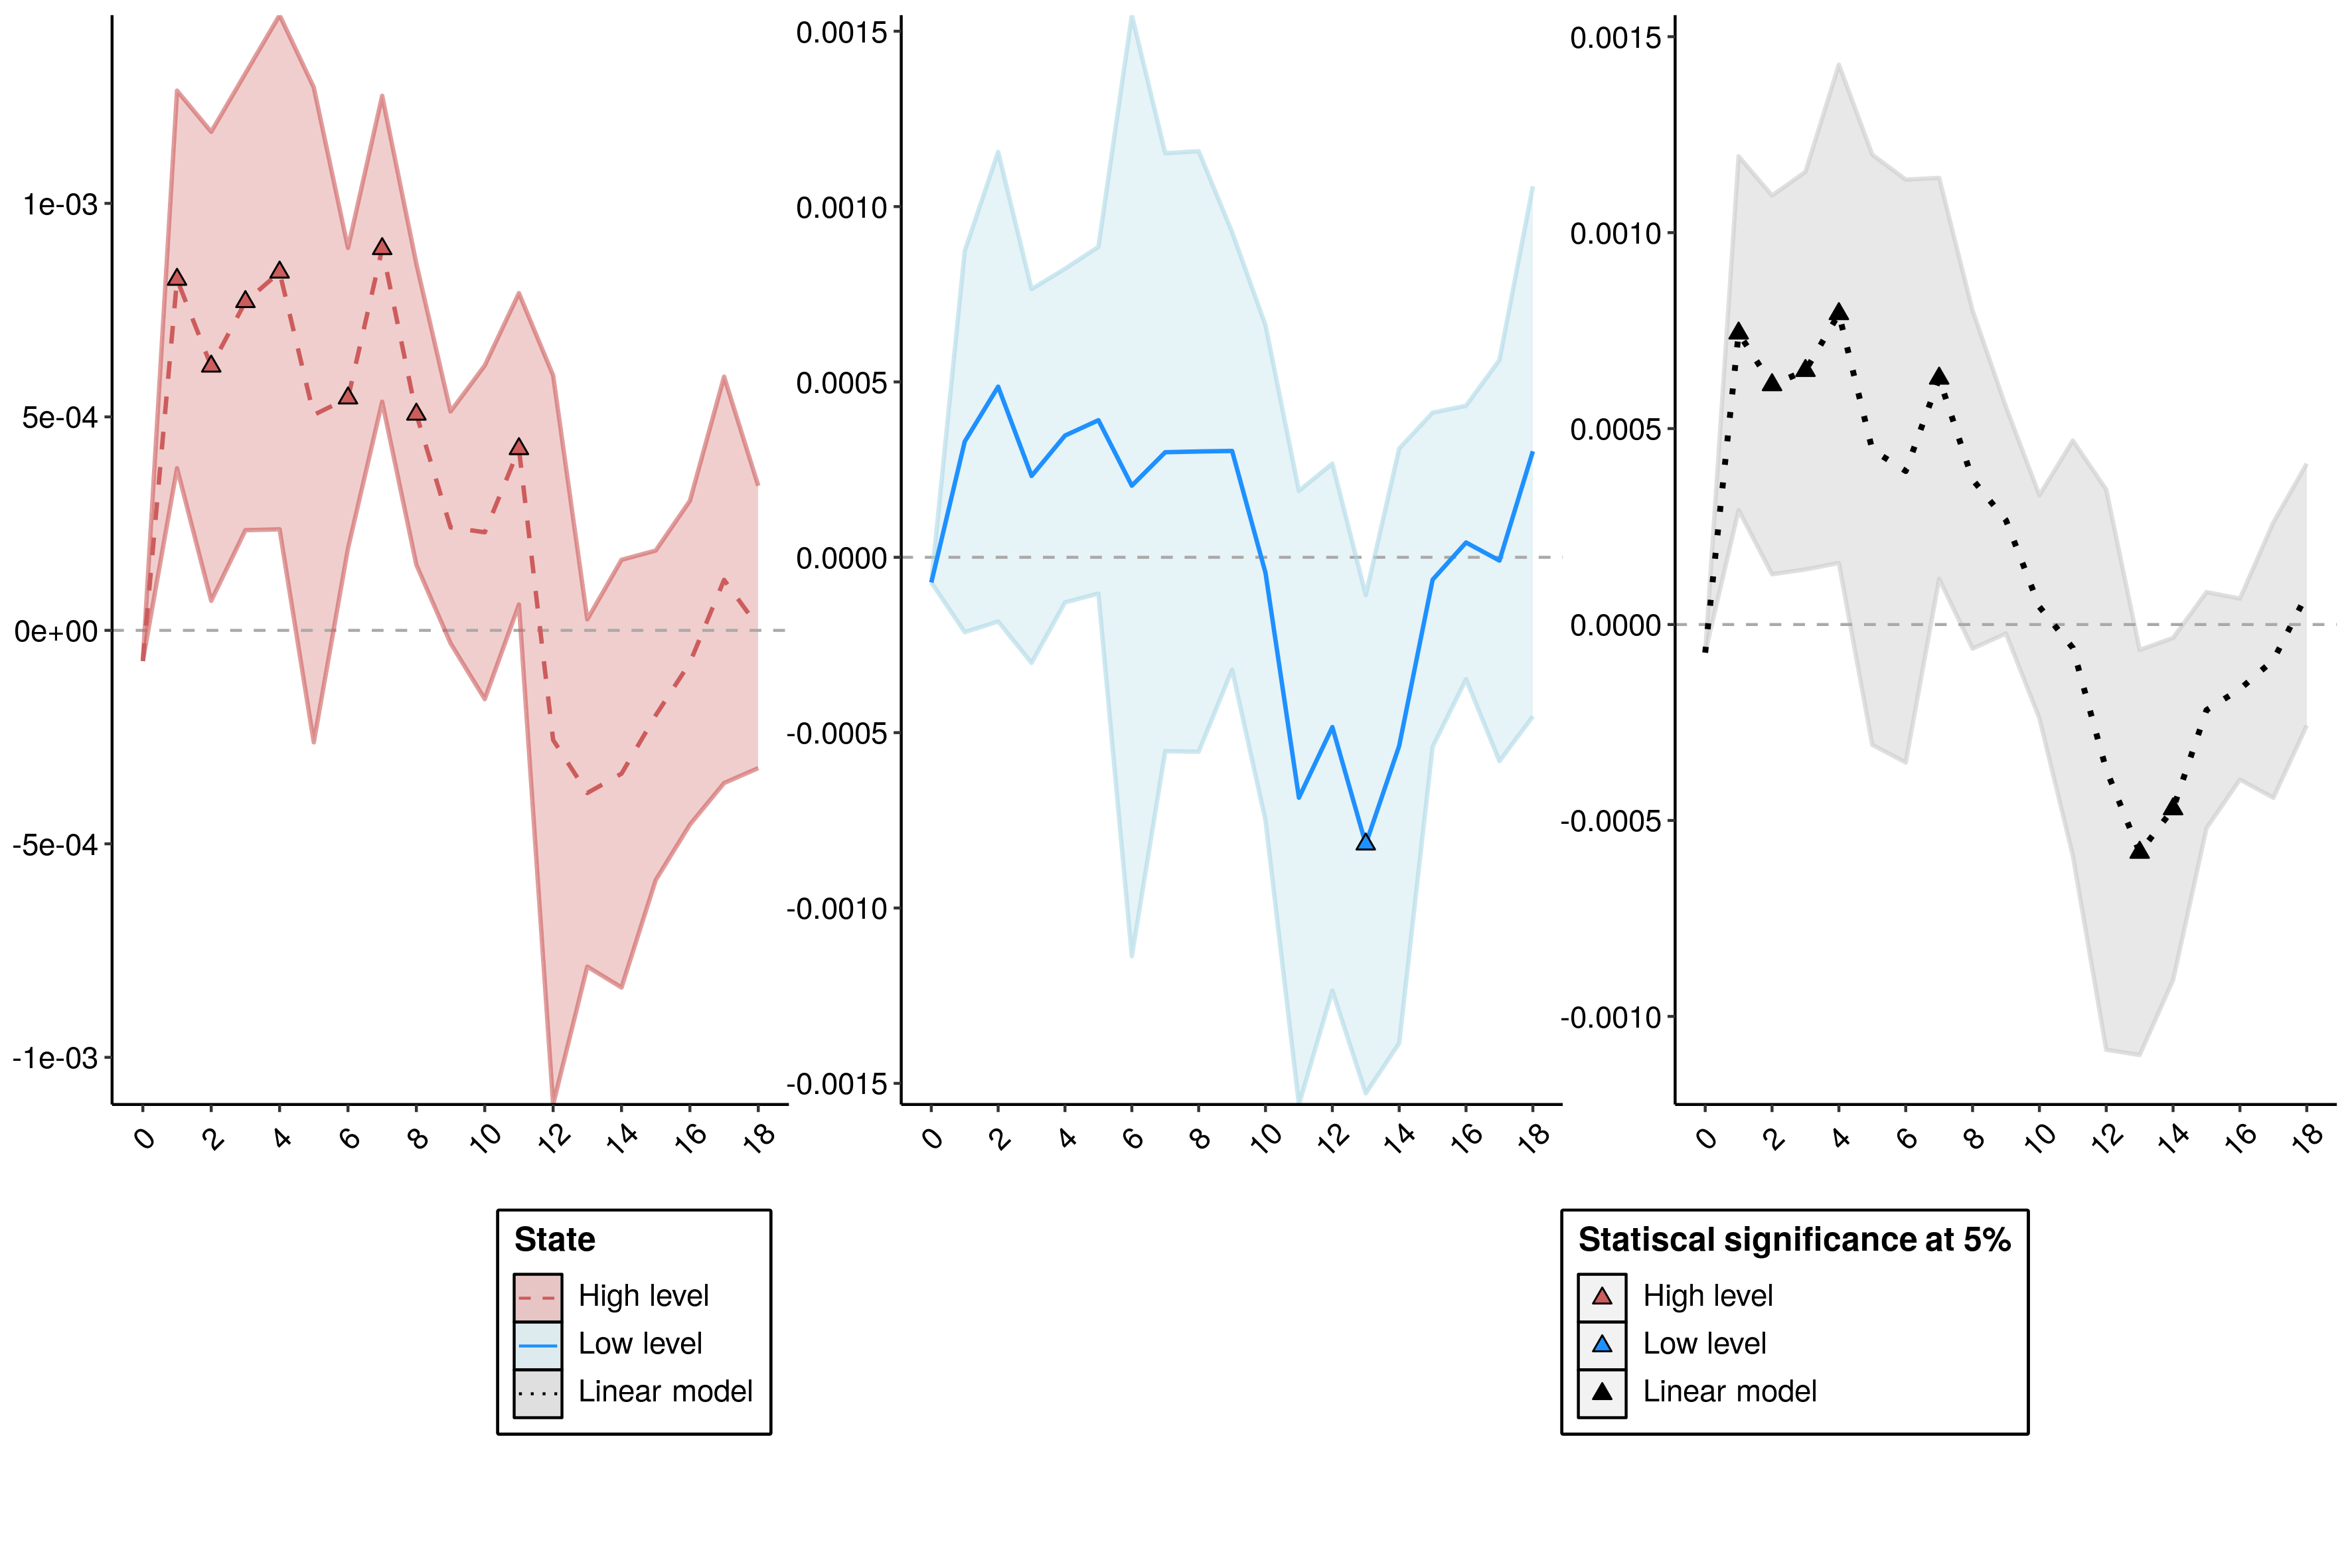 1e-03
5e-04
0e+00
-5e-04
-1e-03
0 2 4 6 8 10 12 14 16 18
0.0015
0.0010
0.0005
0.0000
-0.0005
-0.0010
-0.0015
0 2 4 6 8 10 12 14 16 18
0.0015
0.0010
0.0005
0.0000
-0.0005
-0.0010
0 2 4 6 8 10 12 14 16 18
State
High level
Low level
Linear model
Statiscal significance at 5%
High level
Low level
Linear model